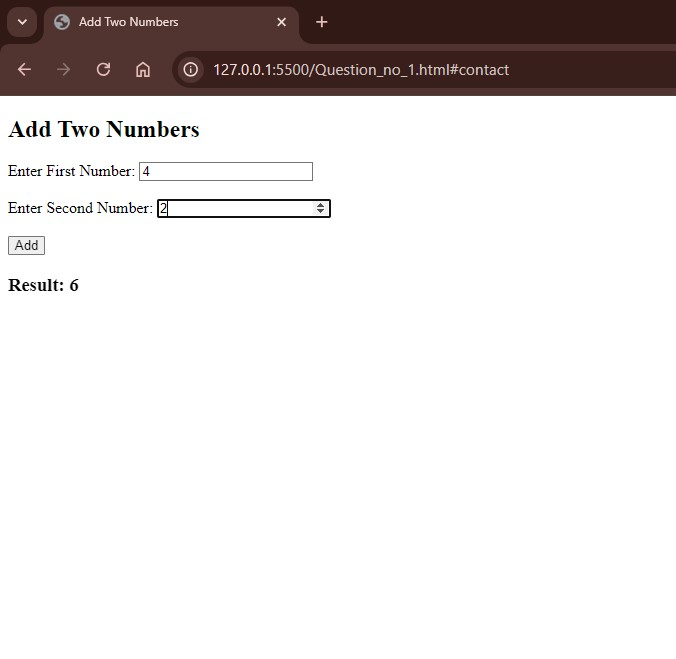 Add Two Numbers
127.0.0.1:5500/Question_no_1.html#contact
Add Two Numbers
Enter First Number: 4
Enter Second Number: 2
Add
Result: 6